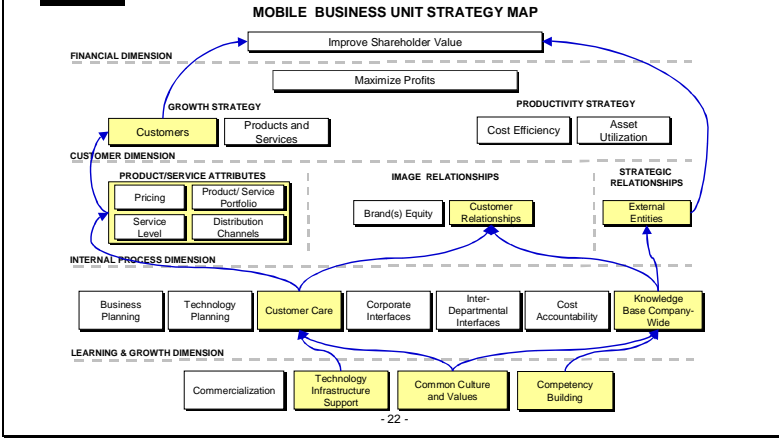 MOBILE BUSINESS UNIT STRATEGY MAP
Improve Shareholder Value
FINANCIAL DIMENSION
Maximize Profits
GROWTH STRATEGY
PRODUCTIVITY STRATEGY
Customers
Products and
Services
Cost Efficiency
Asset
Utilization
CUSTOMER DIMENSION
PRODUCT/SERVICE ATTRIBUTES
IMAGE RELATIONSHIPS
STRATEGIC
RELATIONSHIPS
Pricing
Product/ Service
Portfolio
Service
Level
Distribution
Channels
Brand(s) Equity
Customer
Relationships
External
Entities
INTERNAL PROCESS DIMENSION
Business
Planning
Technology
Planning
Customer Care
Corporate
Interfaces
Inter-
Departmental
Interfaces
Cost
Accountability
Knowledge
Base Company-
Wide
LEARNING & GROWTH DIMENSION
Commercialization
Technology
Infrastructure
Support
Common Culture
and Values
Competency
Building
- 22 -